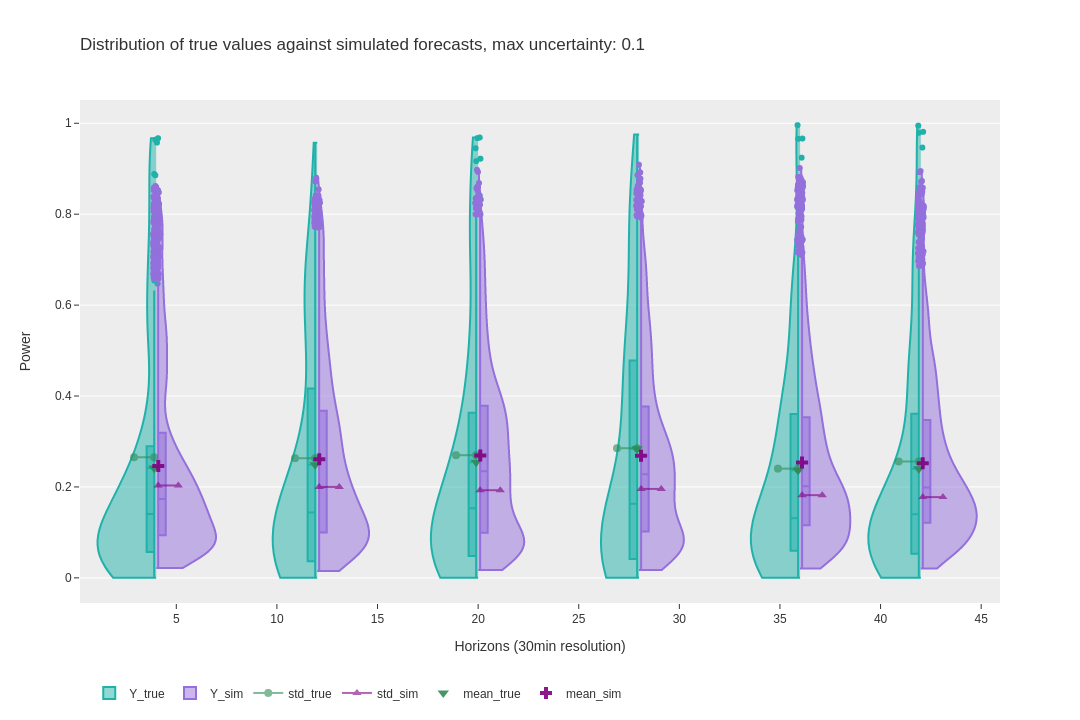 Distribution of true values against simulated forecasts, max uncertainty: 0.1
1
0.8
0.6
0.4
0.2
0
Power
5 10 15 20 25 30 35 40 45
Horizons (30min resolution)
Y_true Y_sim std_true std_sim mean_true mean_sim